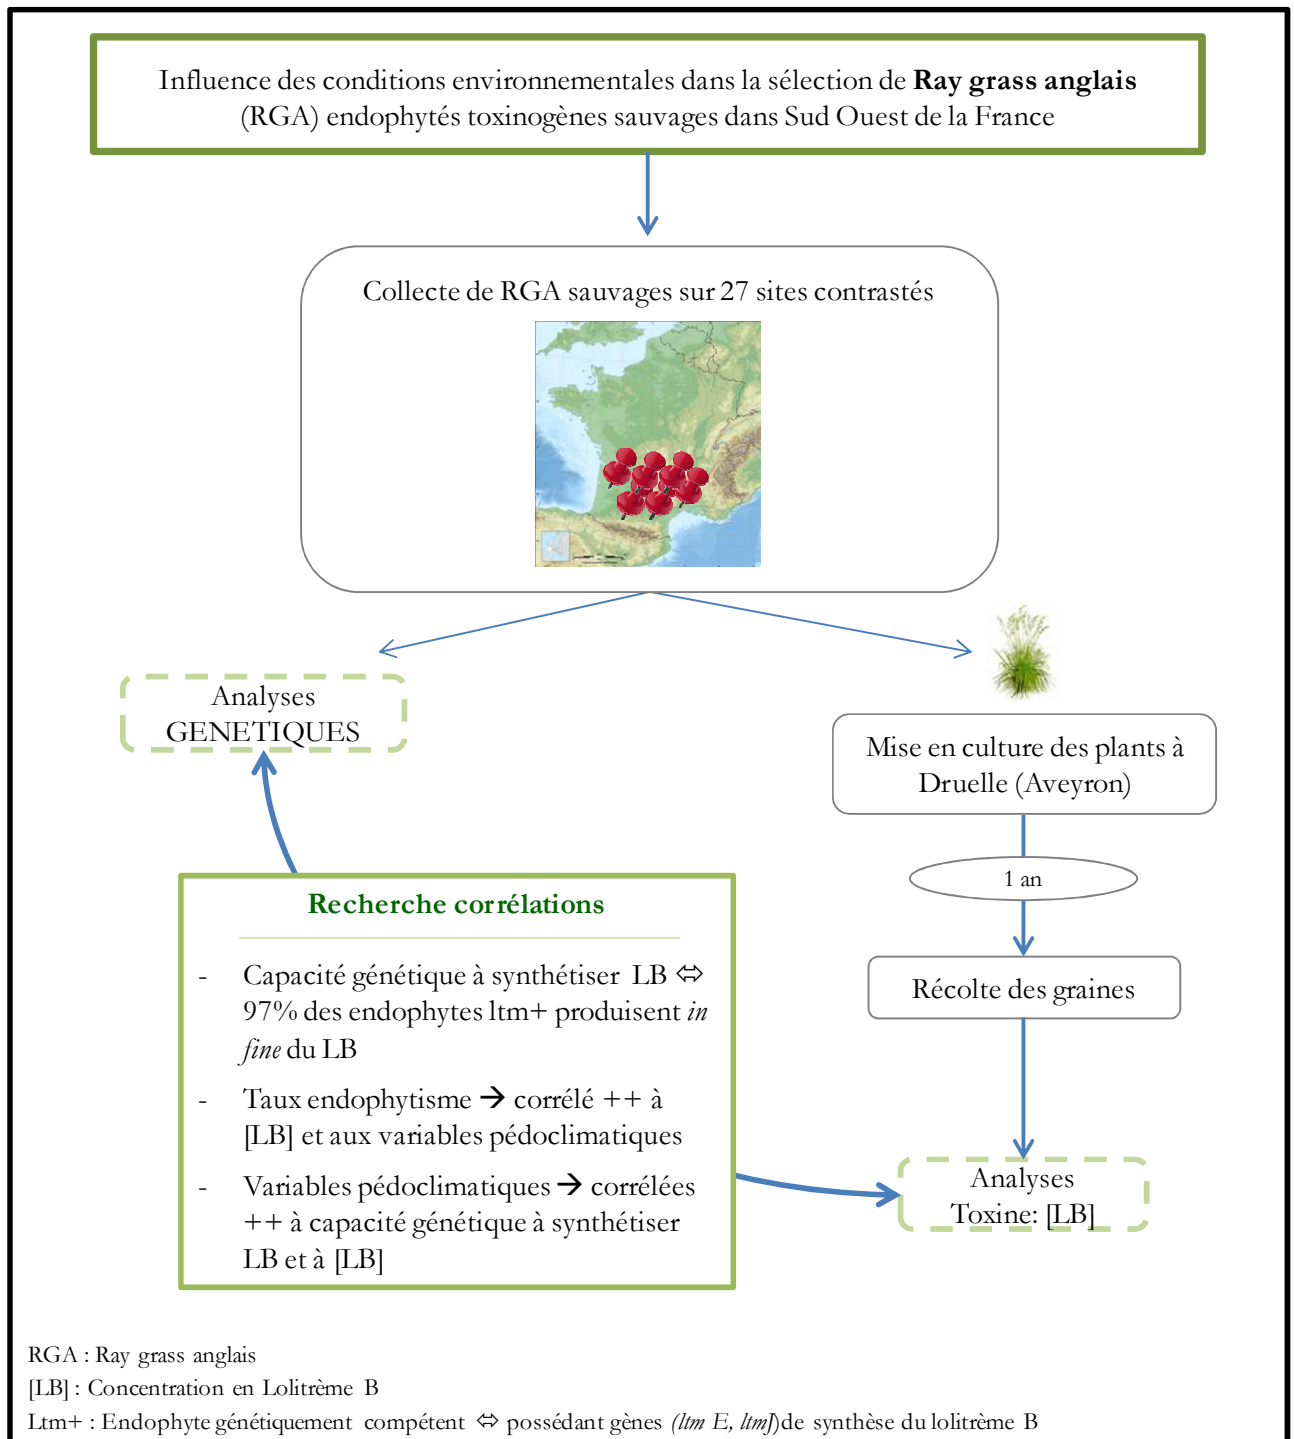 Influence des conditions environnementales dans la sélection de Ray grass anglais
(RGA) endophytés toxinogènes sauvages dans Sud Ouest de la France
Collecte de RGA sauvages sur 27 sites contrastés
Analyses
GENETIQUES
Mise en culture des plants à
Druelle (Aveyron)
1 an
Récolte des graines
Analyses
Toxine: [LB]
Recherche corrélations
- Capacité génétique à synthétiser LB ⇔
97% des endophytes ltm+ produisent in
fine du LB
- Taux endophytisme → corrélé ++ à
[LB] et aux variables pédoclimatiques
- Variables pédoclimatiques → corrélées
++ à capacité génétique à synthétiser
LB et à [LB]
RGA : Ray grass anglais
[LB] : Concentration en Lolitrème B
Ltm+ : Endophyte génétiquement compétent ⇔ possédant gènes (ltm E, ltmJ)de synthèse du lolitrème B